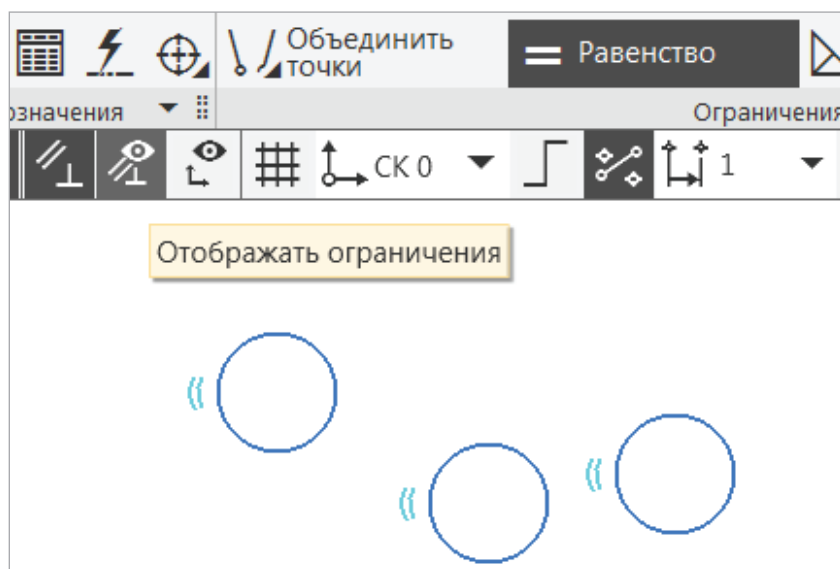 Объединить
точки
Равенство
означения
Ограничения
СК 0
1
Отображать ограничения